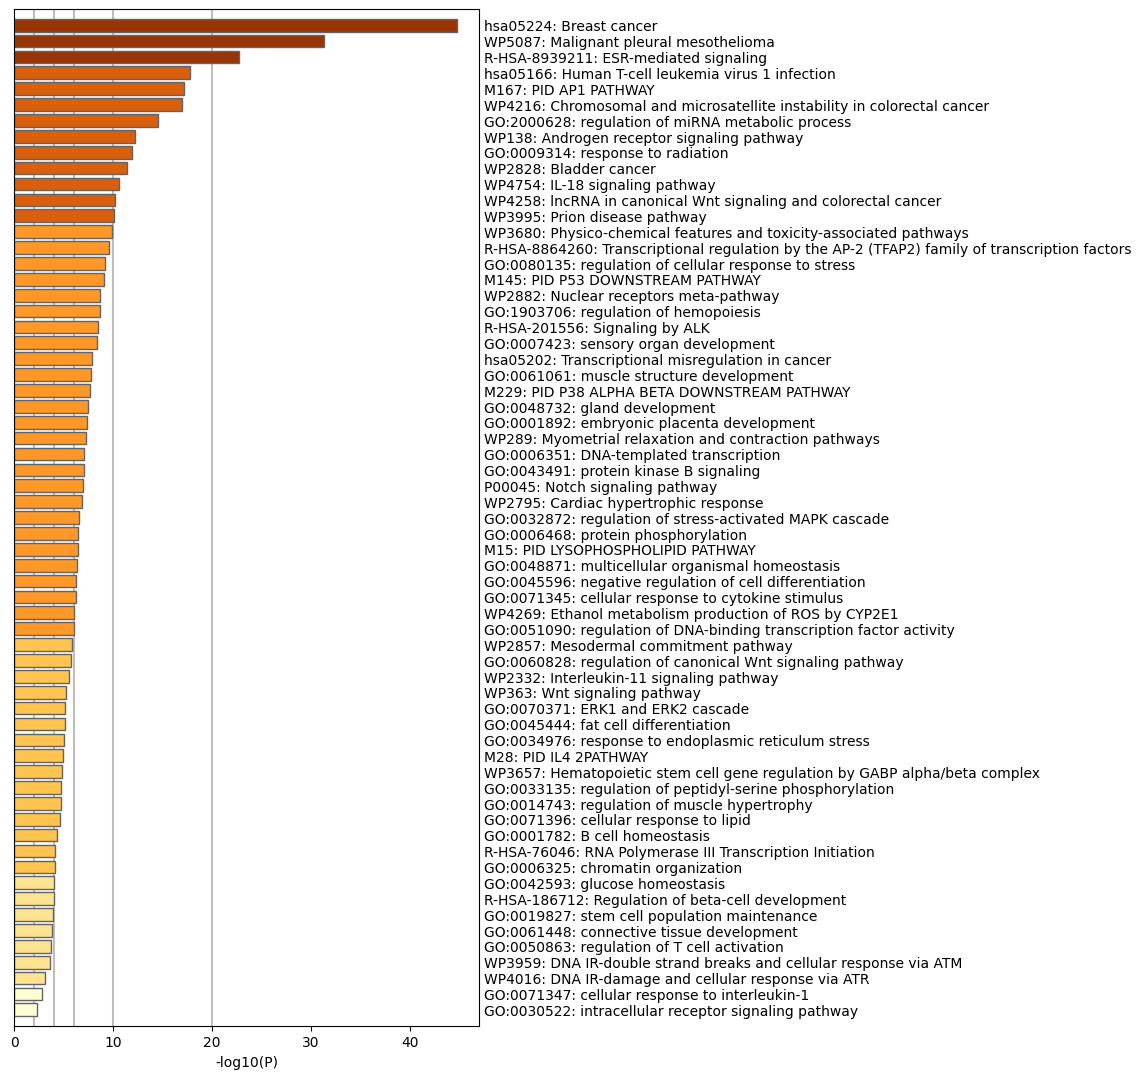 hsa05224: Breast cancer
WP5087: Malignant pleural mesothelioma
R-HSA-8939211: ESR-mediated signaling
hsa05166: Human T-cell leukemia virus 1 infection
M167: PID AP1 PATHWAY
WP4216: Chromosomal and microsatellite instability in colorectal cancer
GO:2000628: regulation of miRNA metabolic process
WP138: Androgen receptor signaling pathway
GO:0009314: response to radiation
WP2828: Bladder cancer
WP4754: IL-18 signaling pathway
WP4258: lncRNA in canonical Wnt signaling and colorectal cancer
WP3995: Prion disease pathway
WP3680: Physico-chemical features and toxicity-associated pathways
R-HSA-8864260: Transcriptional regulation by the AP-2 (TFAP2) family of transcription factors
GO:0080135: regulation of cellular response to stress
M145: PID P53 DOWNSTREAM PATHWAY
WP2882: Nuclear receptors meta-pathway
GO:1903706: regulation of hemopoiesis
R-HSA-201556: Signaling by ALK
GO:0007423: sensory organ development
hsa05202: Transcriptional misregulation in cancer
GO:0061061: muscle structure development
M229: PID P38 ALPHA BETA DOWNSTREAM PATHWAY
GO:0048732: gland development
GO:0001892: embryonic placenta development
WP289: Myometrial relaxation and contraction pathways
GO:0006351: DNA-templated transcription
GO:0043491: protein kinase B signaling
P00045: Notch signaling pathway
WP2795: Cardiac hypertrophic response
GO:0032872: regulation of stress-activated MAPK cascade
GO:0006468: protein phosphorylation
M15: PID LYSOPHOSPHOLIPID PATHWAY
GO:0048871: multicellular organismal homeostasis
GO:0045596: negative regulation of cell differentiation
GO:0071345: cellular response to cytokine stimulus
WP4269: Ethanol metabolism production of ROS by CYP2E1
GO:0051090: regulation of DNA-binding transcription factor activity
WP2857: Mesodermal commitment pathway
GO:0060828: regulation of canonical Wnt signaling pathway
WP2332: Interleukin-11 signaling pathway
WP363: Wnt signaling pathway
GO:0070371: ERK1 and ERK2 cascade
GO:0045444: fat cell differentiation
GO:0034976: response to endoplasmic reticulum stress
M28: PID IL4 2PATHWAY
WP3657: Hematopoietic stem cell gene regulation by GABP alpha/beta complex
GO:0033135: regulation of peptidyl-serine phosphorylation
GO:0014743: regulation of muscle hypertrophy
GO:0071396: cellular response to lipid
GO:0001782: B cell homeostasis
R-HSA-76046: RNA Polymerase III Transcription Initiation
GO:0006325: chromatin organization
GO:0042593: glucose homeostasis
R-HSA-186712: Regulation of beta-cell development
GO:0019827: stem cell population maintenance
GO:0061448: connective tissue development
GO:0050863: regulation of T cell activation
WP3959: DNA IR-double strand breaks and cellular response via ATM
WP4016: DNA IR-damage and cellular response via ATR
GO:0071347: cellular response to interleukin-1
GO:0030522: intracellular receptor signaling pathway
0 10 20 30 40
-log10(P)